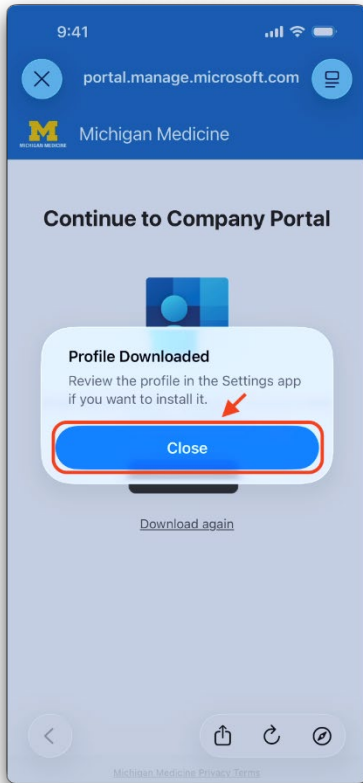 9:41
portal.manage.microsoft.com
MICHIGAN MEDICINE
Michigan Medicine
Continue to Company Portal
Profile Downloaded
Review the profile in the Settings app
if you want to install it.
Close
Download again
Michigan Medicine Privacy Terms